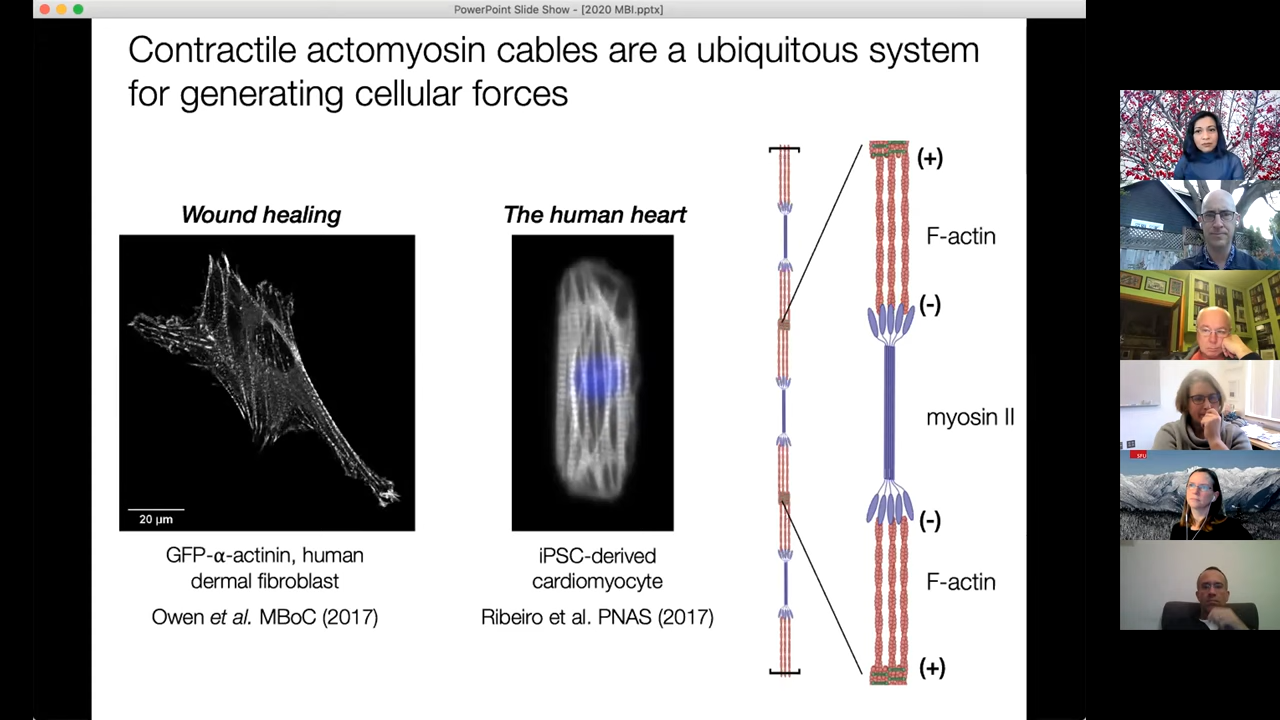 PowerPoint Slide Show - [2020 MBI.pptx]
Contractile actomyosin cables are a ubiquitous system
for generating cellular forces
Wound healing
20 μm
GFP-α-actinin, human
dermal fibroblast
Owen et al. MBoC (2017)
The human heart
iPSC-derived
cardiomyocyte
Ribeiro et al. PNAS (2017)
(+)
F-actin
(-)
myosin II
(-)
F-actin
(+)
SFU